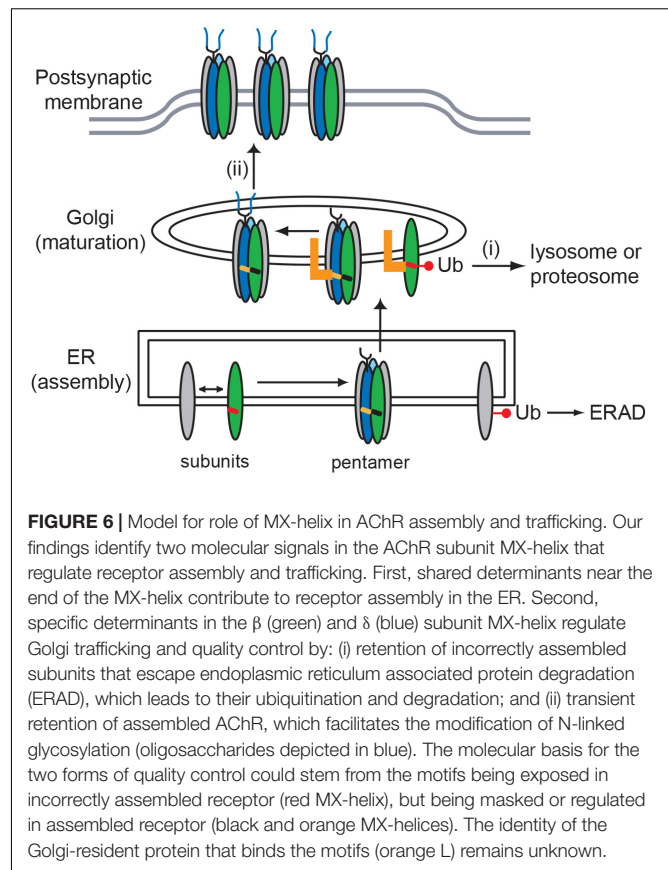 Postsynaptic
membrane
(ii)
Golgi
(maturation)
(i)
Ub
lysosome or
proteosome
ER
(assembly)
Ub
ERAD
subunits
pentamer
FIGURE 6 | Model for role of MX-helix in AChR assembly and trafficking. Our
findings identify two molecular signals in the AChR subunit MX-helix that
regulate receptor assembly and trafficking. First, shared determinants near the
end of the MX-helix contribute to receptor assembly in the ER. Second,
specific determinants in the β (green) and δ (blue) subunit MX-helix regulate
Golgi trafficking and quality control by: (i) retention of incorrectly assembled
subunits that escape endoplasmic reticulum associated protein degradation
(ERAD), which leads to their ubiquitination and degradation; and (ii) transient
retention of assembled AChR, which facilitates the modification of N-linked
glycosylation (oligosaccharides depicted in blue). The molecular basis for the
two forms of quality control could stem from the motifs being exposed in
incorrectly assembled receptor (red MX-helix), but being masked or regulated
in assembled receptor (black and orange MX-helices). The identity of the
Golgi-resident protein that binds the motifs (orange L) remains unknown.